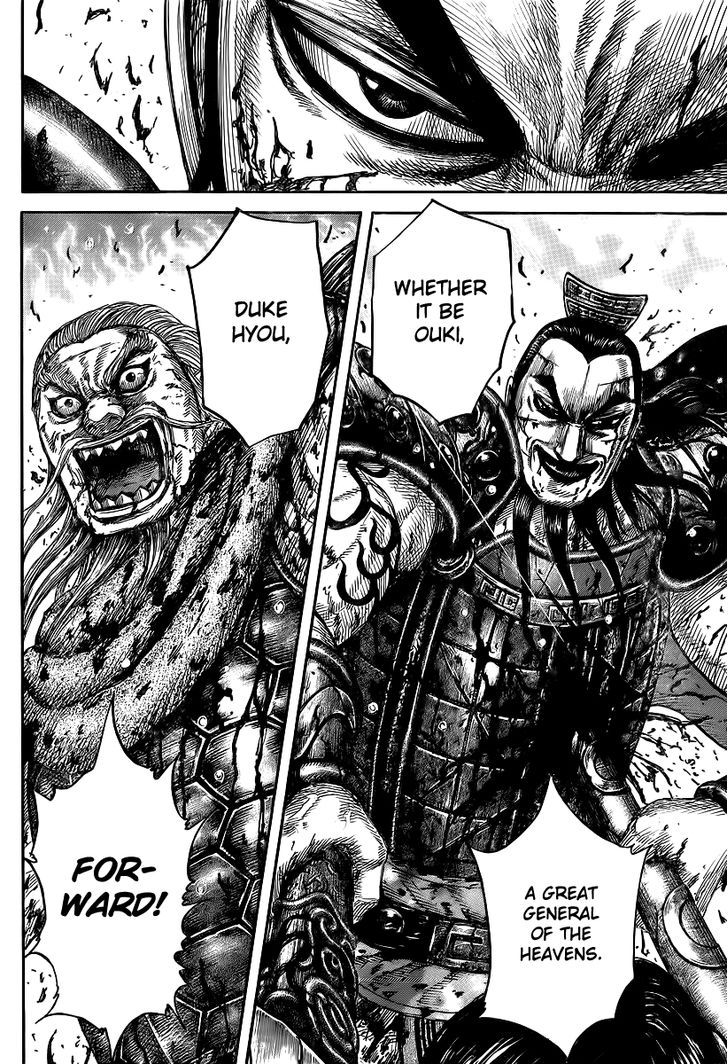 WHETHER
IT BE
OUKI,
A GREAT
GENERAL
OF THE
HEAVENS.
DUKE
HYOU,
FOR-
WARD!